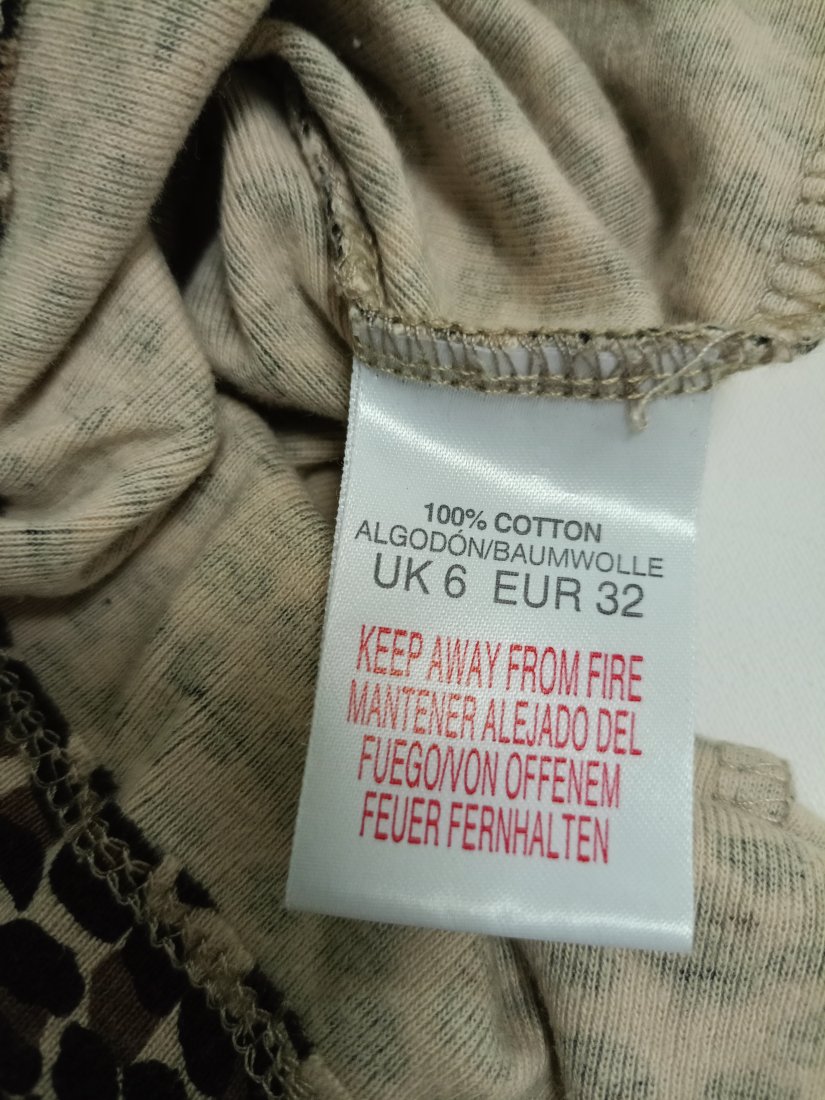 100% COTTON
ALGODÓN/BAUMWOLLE
UK 6 EUR 32
KEEP AWAY FROM FIRE
MANTENER ALEJADO DEL
FUEGO/VON OFFENEM
FEUER FERNHALTEN